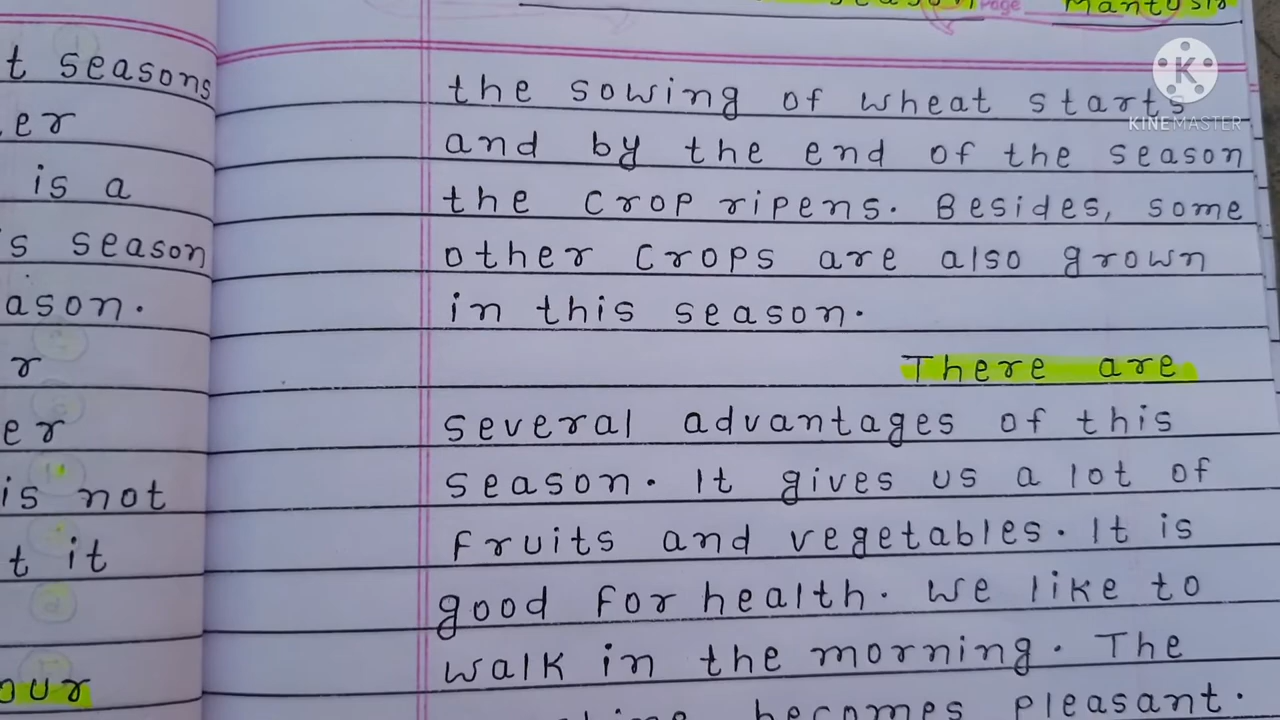 Page
Mantosh
t seasons
er
is a
s season
ason.
r
er
is not
t it
our
the sowing of wheat starts
and by the end of the season
the crop ripens. Besides, some
other crops are also grown
in this season.
There are
several advantages of this
season. It gives us a lot of
fruits and vegetables. It is
good for health. We like to
walk in the morning. The
becomes pleasant.
K
KINEMASTER